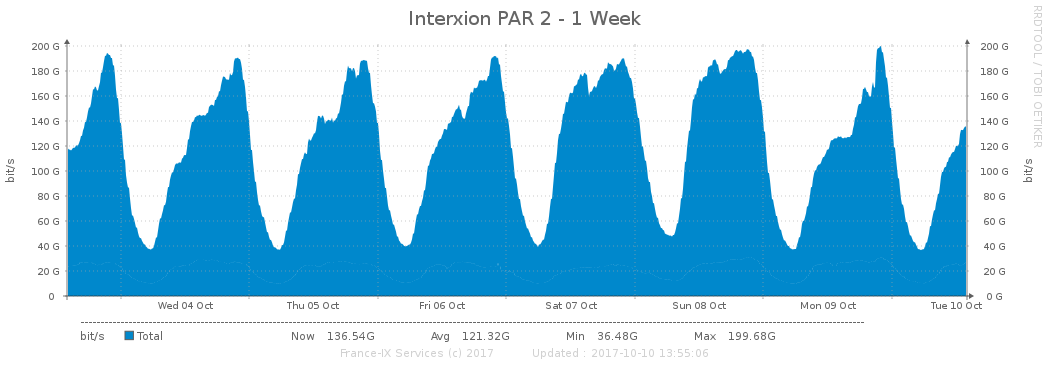 Interxion PAR 2 - 1 Week
RRDTOOL / TOBI OETIKER
200 G 200 G
180 G 180 G
160 G 160 G
140 G 140 G
120 G 120 G
100 G 100 G
80 G 80 G
60 G 60 G
40 G 40 G
20 G 20 G
0 0 G
bit/s bit/s
Wed 04 Oct Thu 05 Oct Fri 06 Oct Sat 07 Oct Sun 08 Oct Mon 09 Oct Tue 10 Oct
bit/s Total Now 136.54G Avg 121.32G Min 36.48G Max 199.68G
France-IX Services (c) 2017 Updated : 2017-10-10 13:55:06